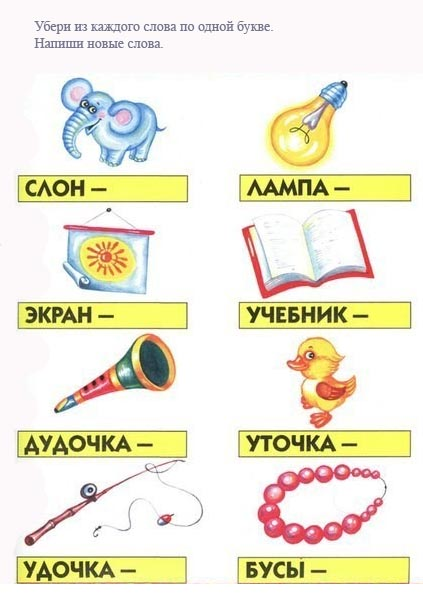 Убери из каждого слова по одной букве.
Напиши новые слова.
СЛОН – ЛАМПА –
ЭКРАН – УЧЕБНИК –
ДУДОЧКА – УТОЧКА –
УДОЧКА – БУСЫ –